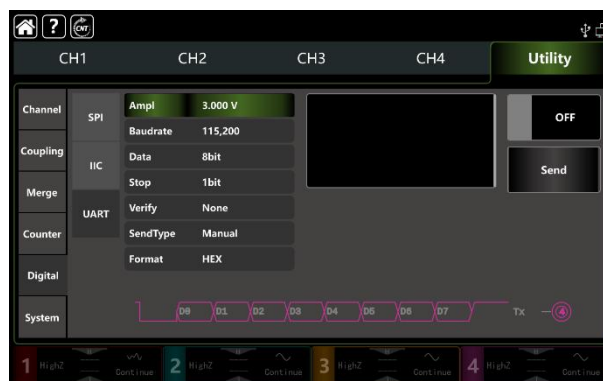 ? CNT
CH1 CH2 CH3 CH4 Utility
Channel
Coupling
Merge
Counter
Digital
System
SPI
IIC
UART
Ampl 3.000 V
Baudrate 115,200
Data 8bit
Stop 1bit
Verify None
SendType Manual
Format HEX
OFF
Send
D0 D1 D2 D3 D4 D5 D6 D7 Tx 4
1 HighZ Continue 2 HighZ Continue 3 HighZ Continue 4 HighZ Continue